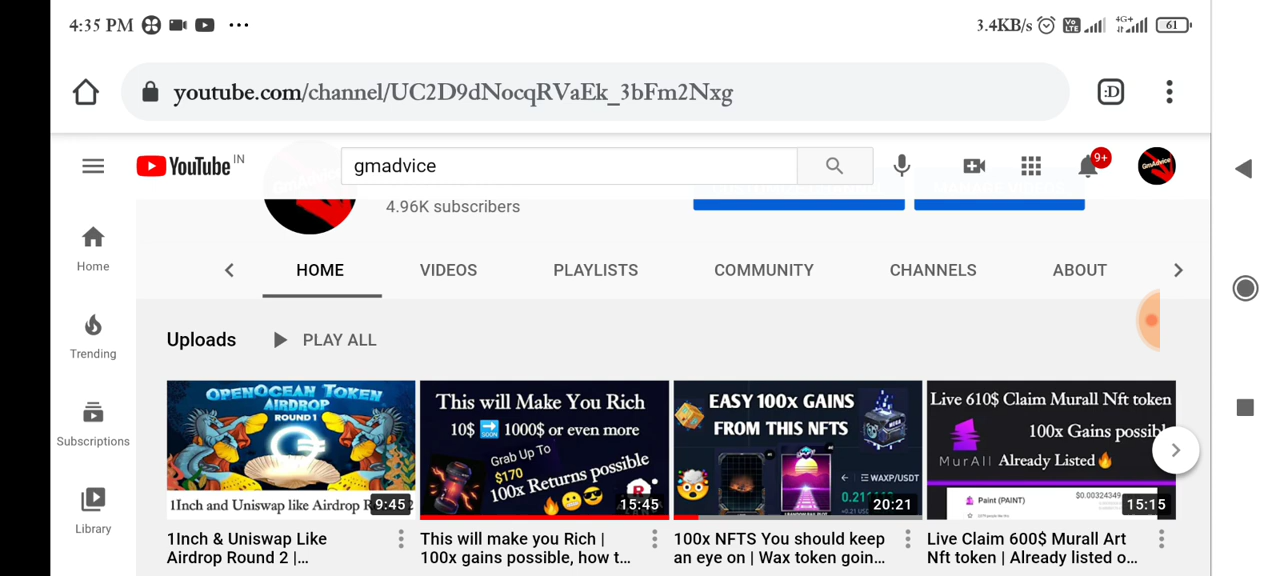 4:35 PM
3.4KB/s
Vo LTE
4G+
61
youtube.com/channel/UC2D9dNocqRVaEk_3bFm2Nxg
:D
YouTube IN
gmadvice
9+
GmAdvice
4.96K subscribers
Home
Trending
Subscriptions
Library
HOME
VIDEOS
PLAYLISTS
COMMUNITY
CHANNELS
ABOUT
Uploads
PLAY ALL
OPENOCEAN TOKEN
AIRDROP
ROUND 1
1Inch and Uniswap like Airdrop
9:45
1Inch & Uniswap Like
Airdrop Round 2 |...
This will Make You Rich
10$ SOON 1000$ or even more
Grab Up To
$170
100x Returns possible
15:45
This will make you Rich |
100x gains possible, how t...
EASY 100x GAINS
FROM THIS NFTS
WAXP/USDT
20:21
100x NFTS You should keep
an eye on | Wax token goin...
Live 610$ Claim Murall Nft token
100x Gains possible
MurAll Already Listed
Paint (PAINT)
$0.00324349
15:15
Live Claim 600$ Murall Art
Nft token | Already listed o...